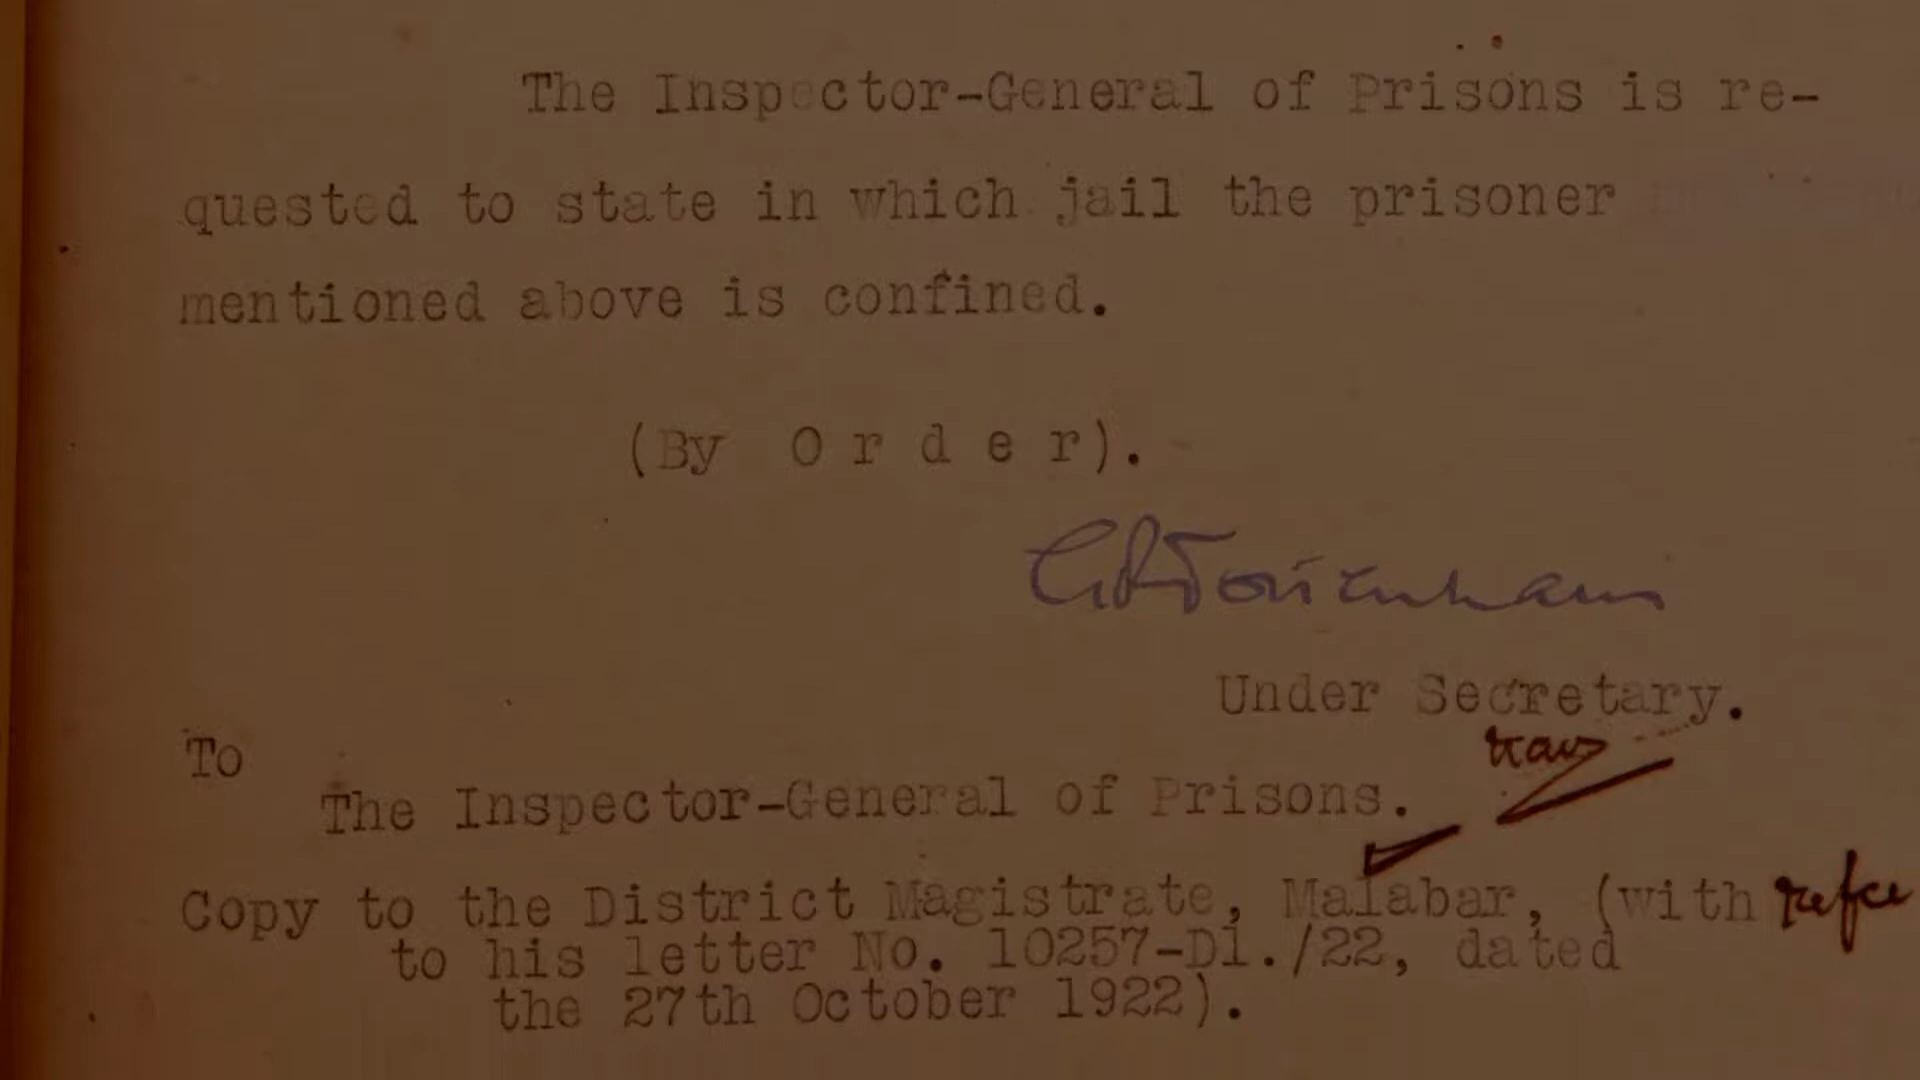 The Inspector-General of Prisons is re-
quested to state in which jail the prisoner
mentioned above is confined.
(By O r d e r).
Under Secretary.
To
The Inspector-General of Prisons.
Copy to the District Magistrate, Malabar, (with refce
to his letter No. 10257-D1./22, dated
the 27th October 1922).